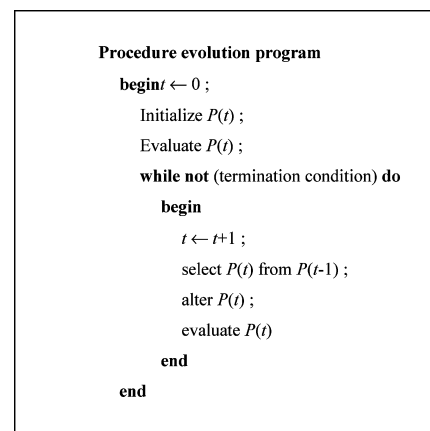 Procedure evolution program
begint ← 0 ;
Initialize P(t) ;
Evaluate P(t) ;
while not (termination condition) do
begin
t ← t+1 ;
select P(t) from P(t-1) ;
alter P(t) ;
evaluate P(t)
end
end